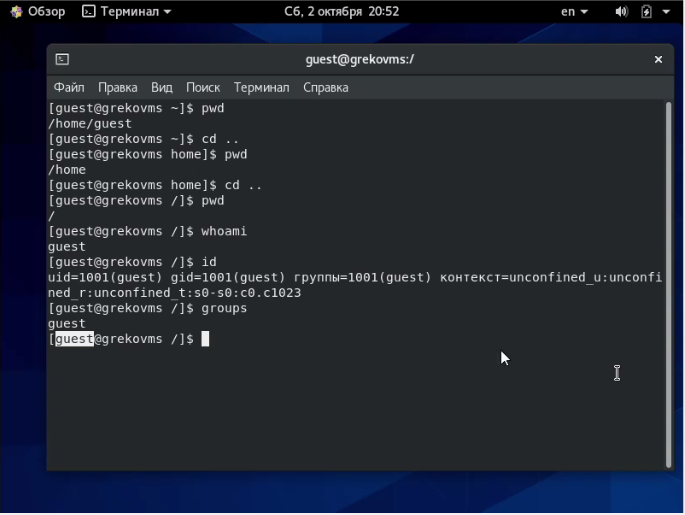 Обзор Терминал Сб, 2 октября 20:52 en
guest@grekovms:/
Файл Правка Вид Поиск Терминал Справка
[guest@grekovms ~]$ pwd
/home/guest
[guest@grekovms ~]$ cd ..
[guest@grekovms home]$ pwd
/home
[guest@grekovms home]$ cd ..
[guest@grekovms /]$ pwd
/
[guest@grekovms /]$ whoami
guest
[guest@grekovms /]$ id
uid=1001(guest) gid=1001(guest) группы=1001(guest) контекст=unconfined_u:unconfi
ned_r:unconfined_t:s0-s0:c0.c1023
[guest@grekovms /]$ groups
guest
[guest@grekovms /]$